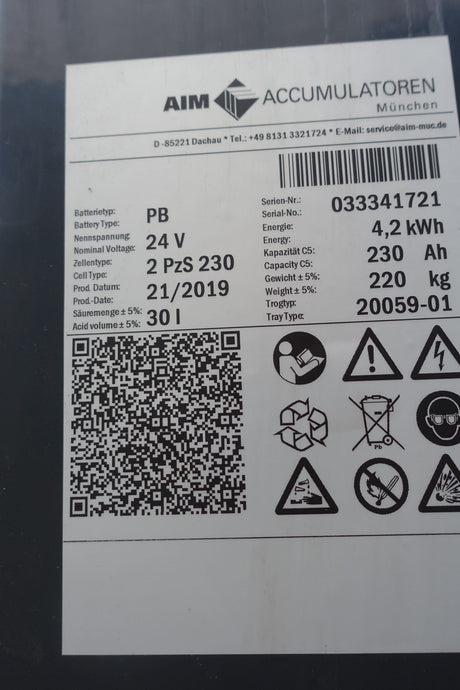 AIM ACCUMULATOREN
München
D-85221 Dachau * Tel.: +49 8131 3321724 * E-Mail: service@aim-muc.de
Batterietyp:
Battery Type: PB
Nennspannung:
Nominal Voltage: 24 V
Zellentype:
Cell Type: 2 PzS 230
Prod. Datum:
Prod.-Date: 21/2019
Säuremenge ± 5%:
Acid volume ± 5%: 30 l
Serien-Nr.:
Serial-No.: 033341721
Energie:
Energy: 4,2 kWh
Kapazität C5:
Capacity C5: 230 Ah
Gewicht ± 5%:
Weight ± 5%: 220 kg
Trogtyp:
Tray Type: 20059-01
Pb